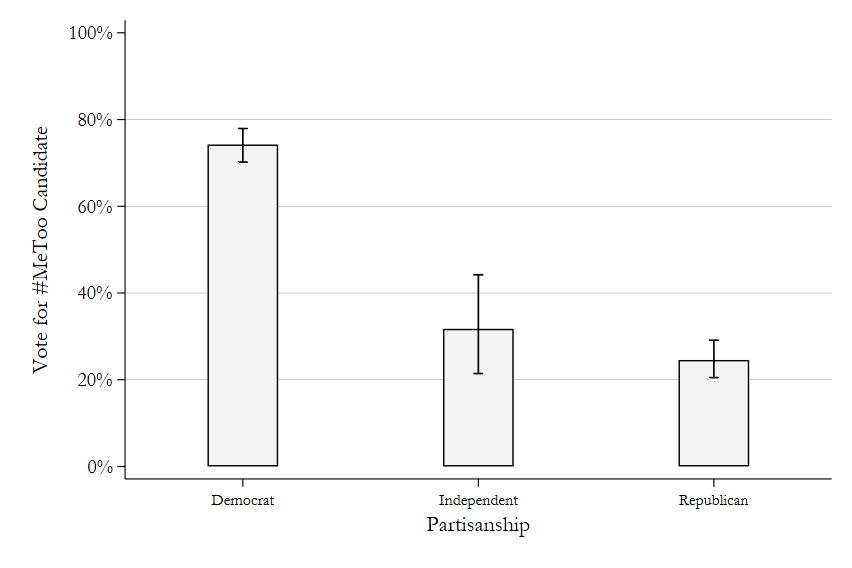 100%
80%
60%
40%
20%
0%
Vote for #MeToo Candidate
Democrat
Independent
Republican
Partisanship